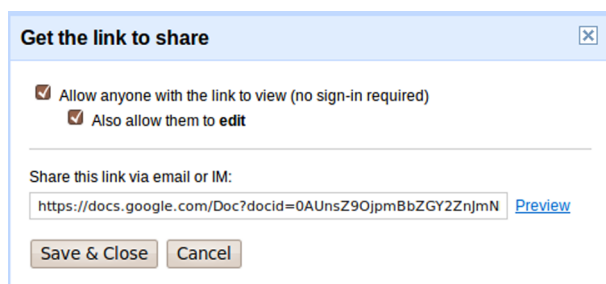 Get the link to share
Allow anyone with the link to view (no sign-in required)
Also allow them to edit
Share this link via email or IM:
https://docs.google.com/Doc?docid=0AUnsZ9OjpmBbZGY2ZnJmN Preview
Save & Close Cancel